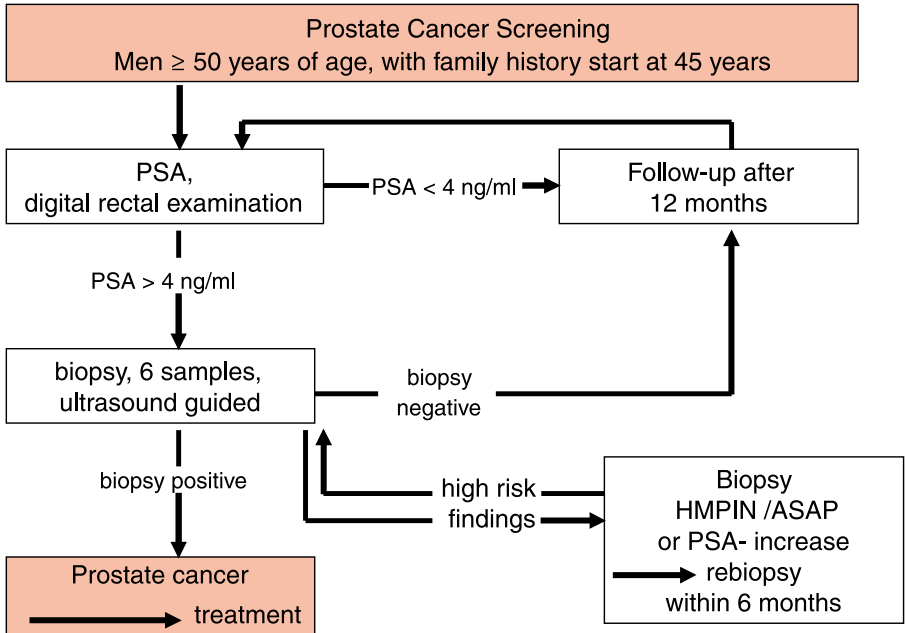 Prostate Cancer Screening
Men ≥ 50 years of age, with family history start at 45 years
PSA,
digital rectal examination
PSA < 4 ng/ml
Follow-up after
12 months
PSA > 4 ng/ml
biopsy, 6 samples,
ultrasound guided
biopsy
negative
biopsy positive
high risk
findings
Biopsy
HMPIN /ASAP
or PSA- increase
rebiopsy
within 6 months
Prostate cancer
treatment